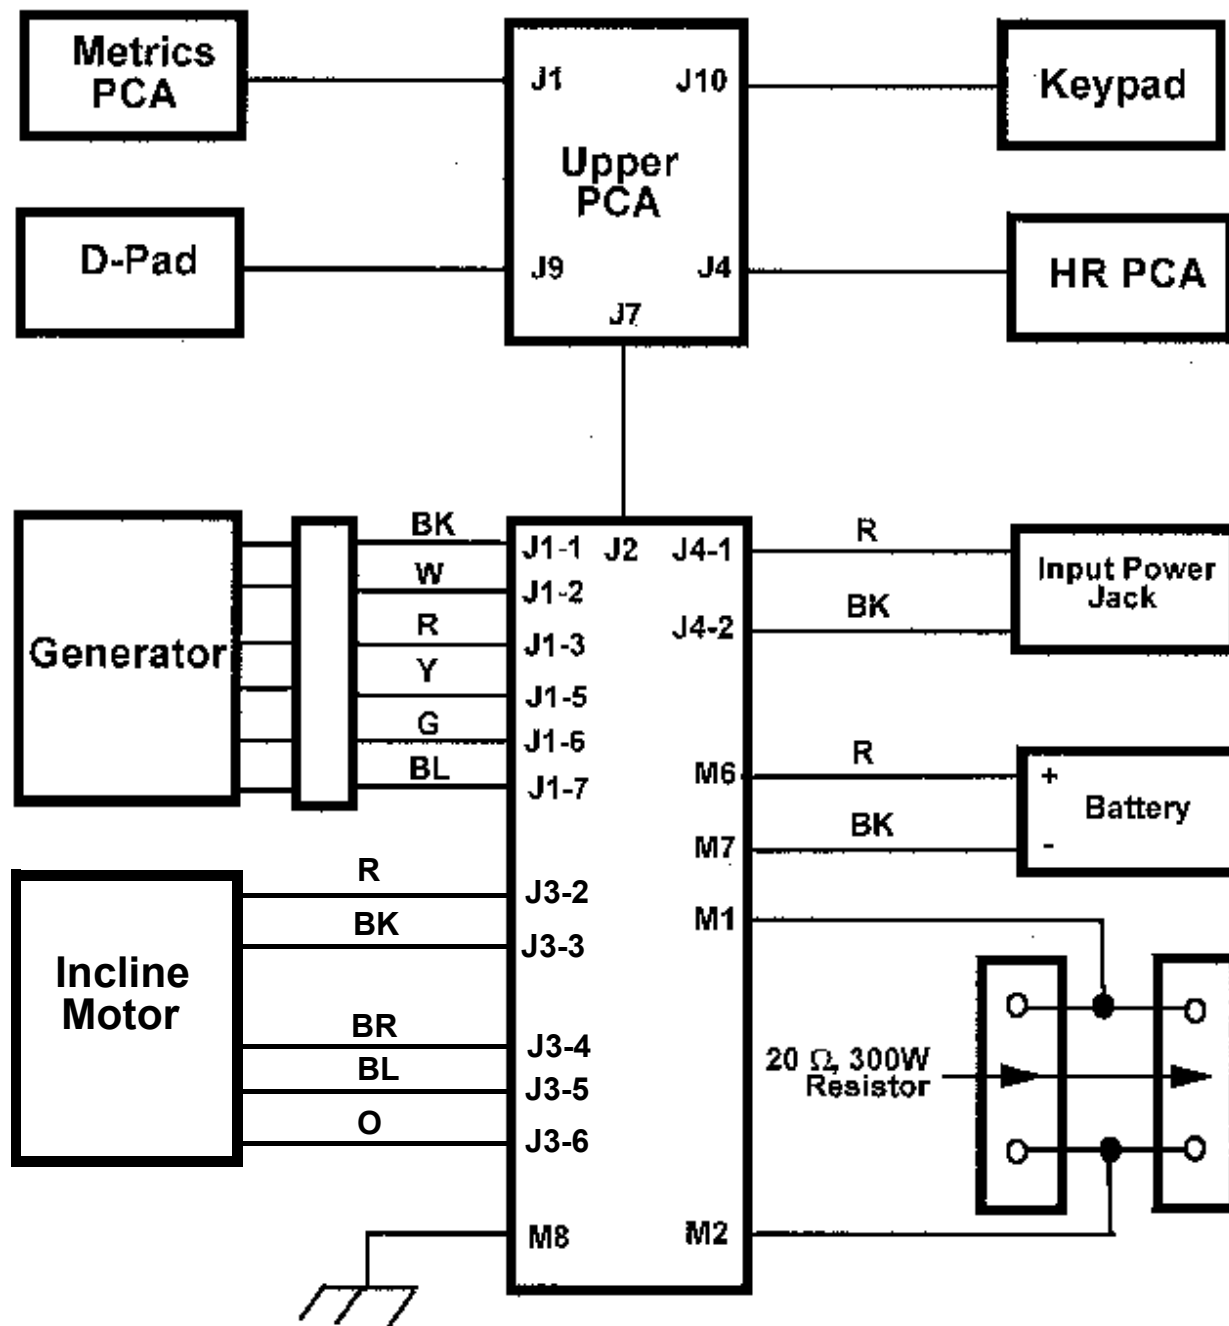 Metrics
PCA
J1
J10
Keypad
Upper
PCA
D-Pad
J9
J4
HR PCA
J7
Generator
BK
W
R
Y
G
BL
J1-1
J2
J4-1
J1-2
J4-2
J1-3
J1-5
J1-6
J1-7
R
BK
Input Power
Jack
M6
R
+
Battery
M7
BK
-
Incline
Motor
R
BK
BR
BL
O
J3-2
J3-3
J3-4
J3-5
J3-6
M1
20 Ω, 300W
Resistor
M8
M2